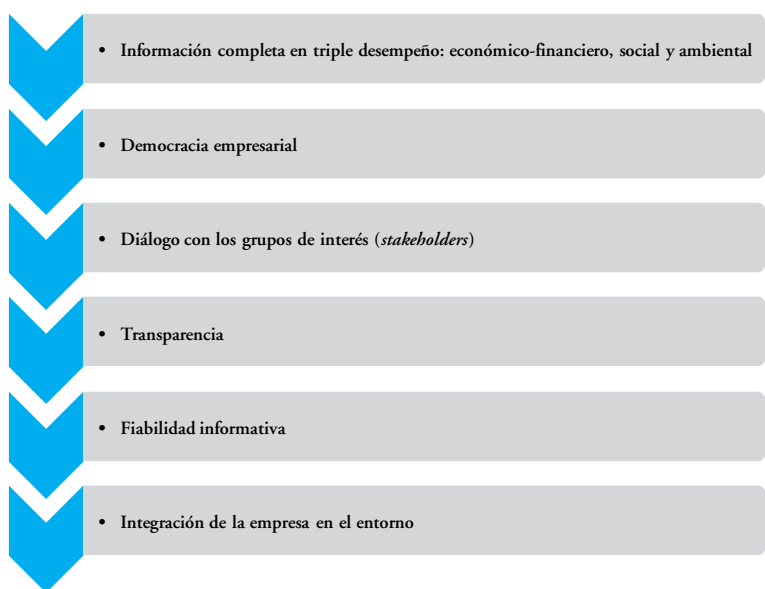 • Información completa en triple desempeño: económico-financiero, social y ambiental
• Democracia empresarial
• Diálogo con los grupos de interés (stakeholders)
• Transparencia
• Fiabilidad informativa
• Integración de la empresa en el entorno